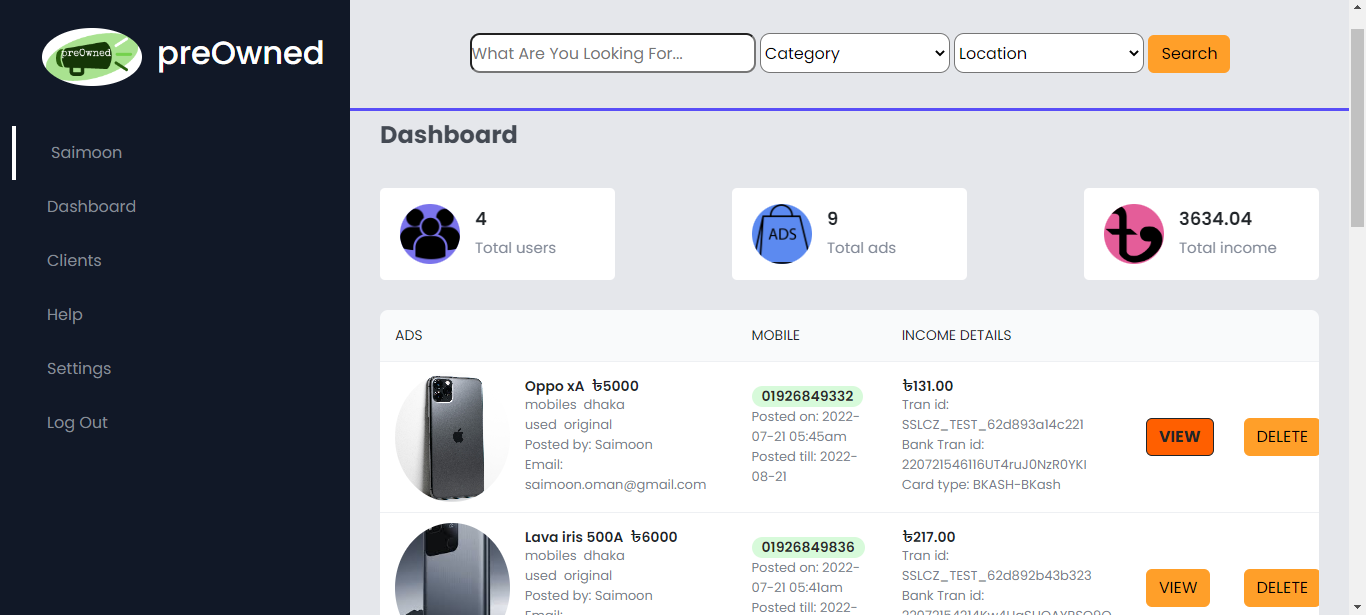 preOwned
preOwned
What Are You Looking For...
Category
Location
Search
Saimoon
Dashboard
Clients
Help
Settings
Log Out
Dashboard
4
Total users
ADS
9
Total ads
৳
3634.04
Total income
ADS
MOBILE
INCOME DETAILS
Oppo xA ৳5000
mobiles dhaka
used original
Posted by: Saimoon
Email:
saimoon.oman@gmail.com
01926849332
Posted on: 2022-
07-21 05:45am
Posted till: 2022-
08-21
৳131.00
Tran id:
SSLCZ_TEST_62d893a14c221
Bank Tran id:
220721546116UT4ruJ0NzR0YKI
Card type: BKASH-BKash
VIEW
DELETE
Lava iris 500A ৳6000
mobiles dhaka
used original
Posted by: Saimoon
Email:
01926849836
Posted on: 2022-
07-21 05:41am
Posted till: 2022-
৳217.00
Tran id:
SSLCZ_TEST_62d892b43b323
Bank Tran id:
VIEW
DELETE